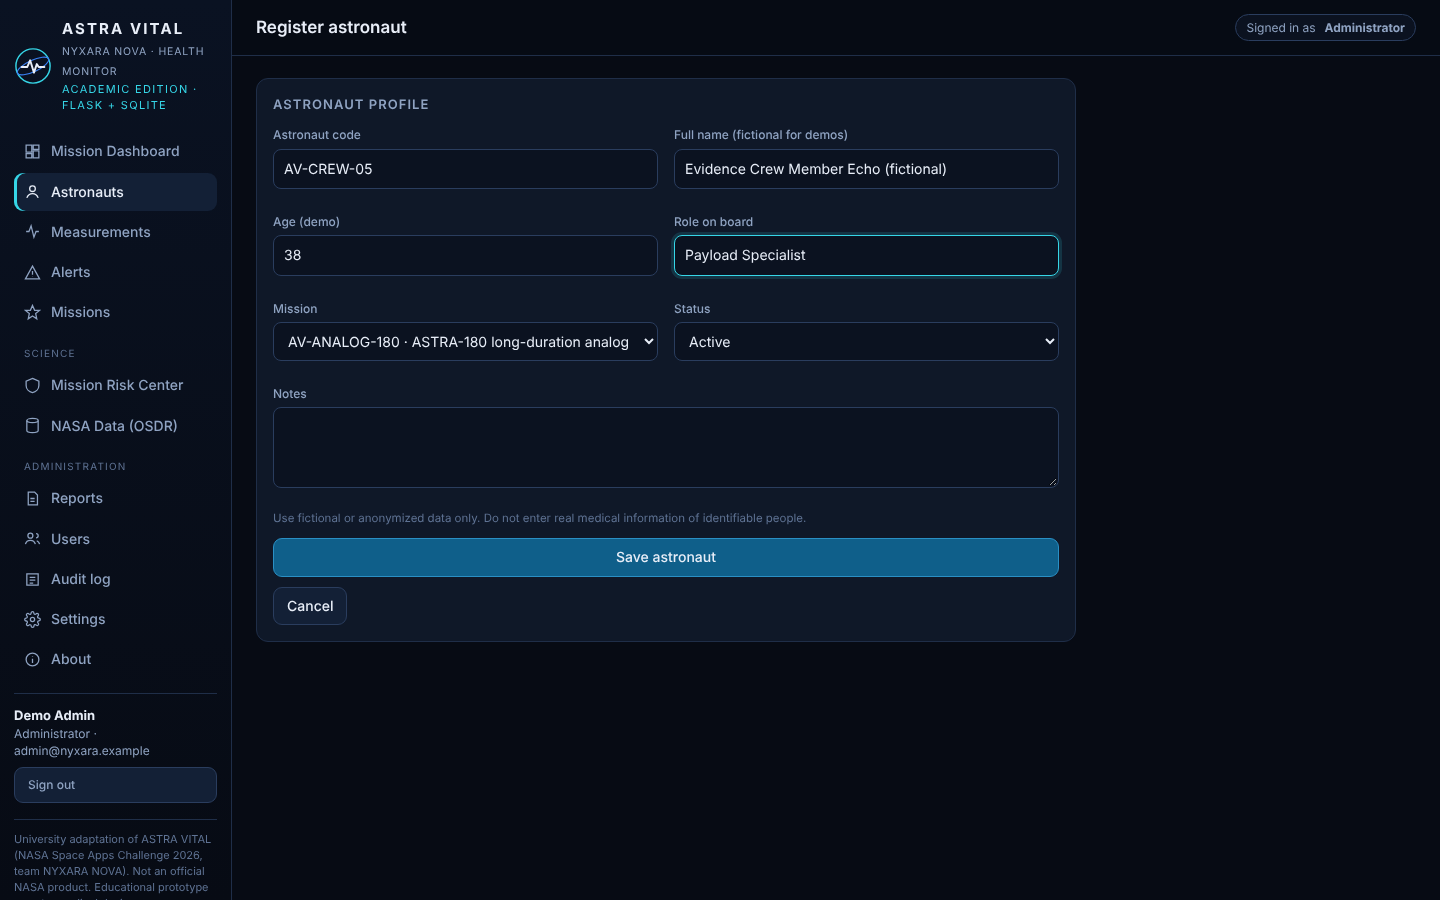 ASTRA VITAL
NYXARA NOVA · HEALTH
MONITOR
ACADEMIC EDITION ·
FLASK + SQLITE
Mission Dashboard
Astronauts
Measurements
Alerts
Missions
SCIENCE
Mission Risk Center
NASA Data (OSDR)
ADMINISTRATION
Reports
Users
Audit log
Settings
About
Demo Admin
Administrator ·
admin@nyxara.example
Sign out
University adaptation of ASTRA VITAL
(NASA Space Apps Challenge 2026,
team NYXARA NOVA). Not an official
NASA product. Educational prototype
Register astronaut
Signed in as Administrator
ASTRONAUT PROFILE
Astronaut code
AV-CREW-05
Full name (fictional for demos)
Evidence Crew Member Echo (fictional)
Age (demo)
38
Role on board
Payload Specialist
Mission
AV-ANALOG-180 · ASTRA-180 long-duration analog
Status
Active
Notes
Use fictional or anonymized data only. Do not enter real medical information of identifiable people.
Save astronaut
Cancel